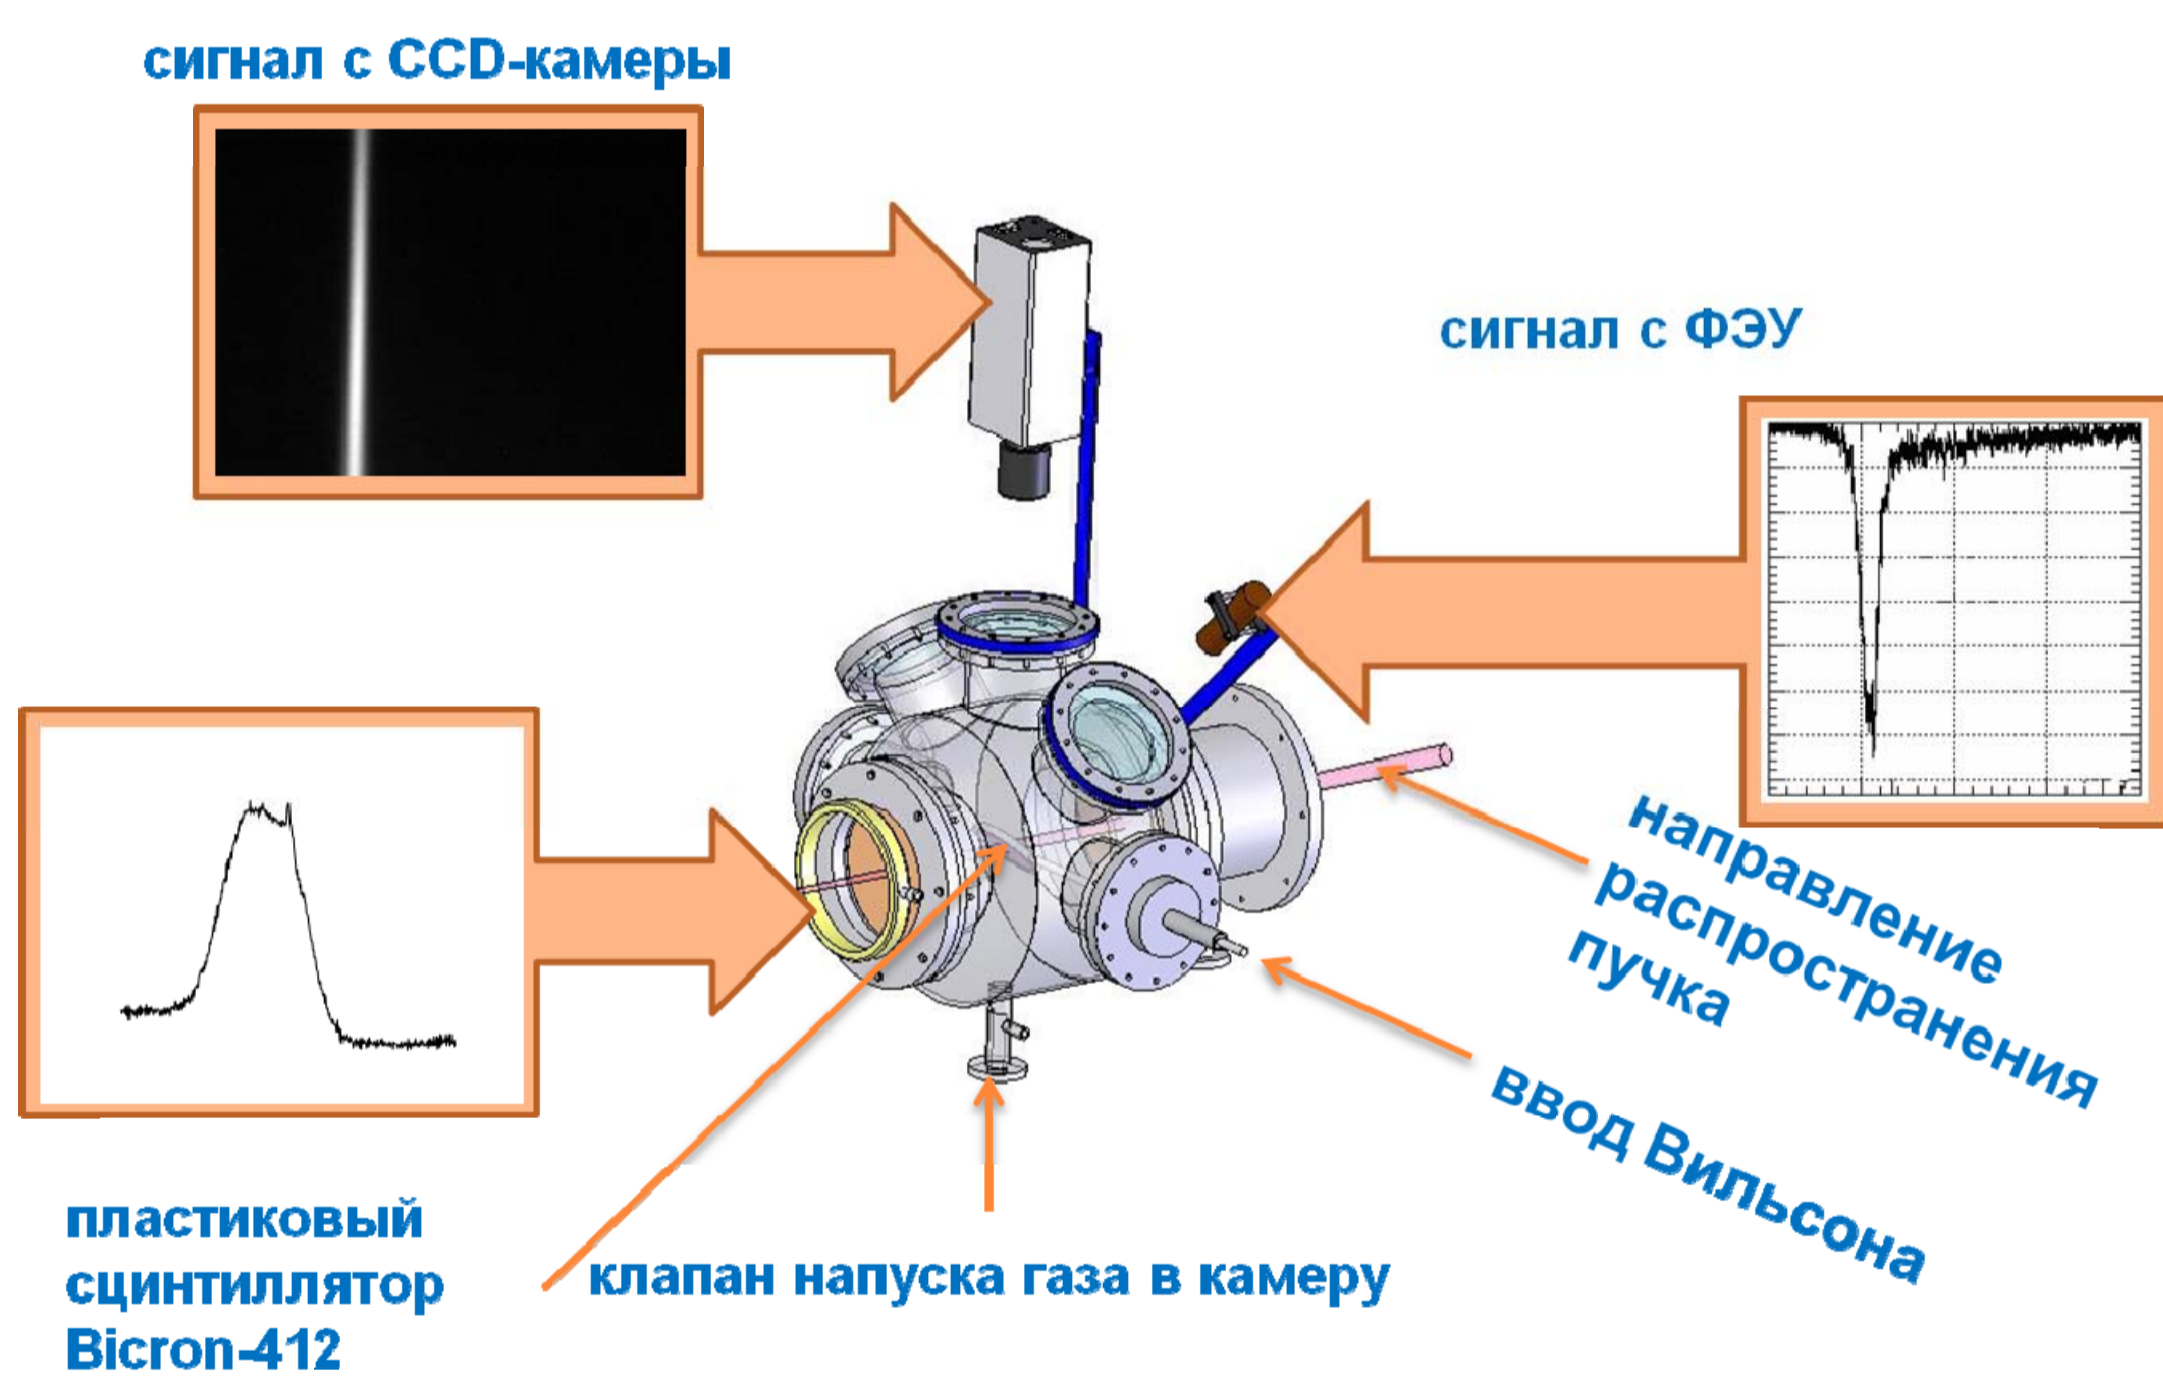 сигнал с CCD-камеры
сигнал с ФЭУ
направление
распространения
пучка
ввод Вильсона
пластиковый
сцинтиллятор
Bicron-412
клапан напуска газа в камеру